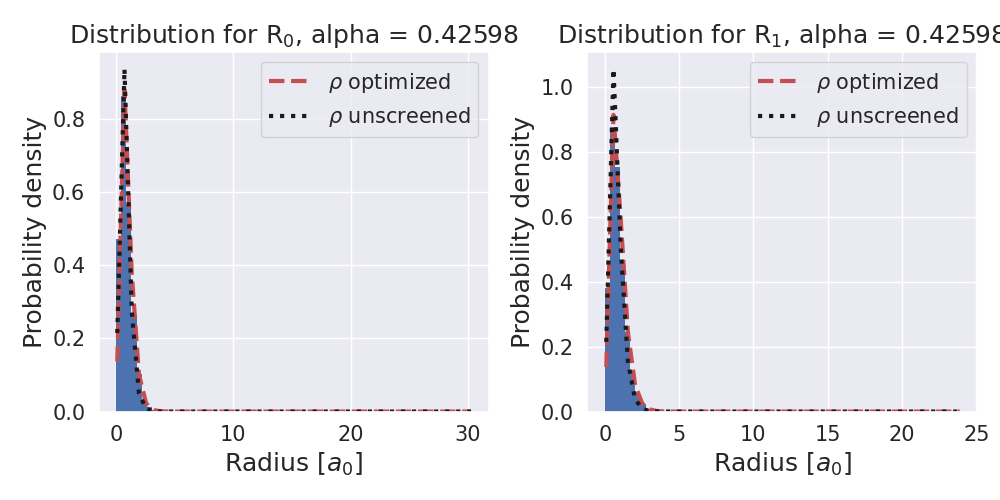 Distribution for R₀, alpha = 0.42598
Probability density
0.8
0.6
0.4
0.2
0.0
ρ optimized
ρ unscreened
0
10
20
30
Radius [a₀]
Distribution for R₁, alpha = 0.42598
Probability density
1.0
0.8
0.6
0.4
0.2
0.0
ρ optimized
ρ unscreened
0
5
10
15
20
25
Radius [a₀]